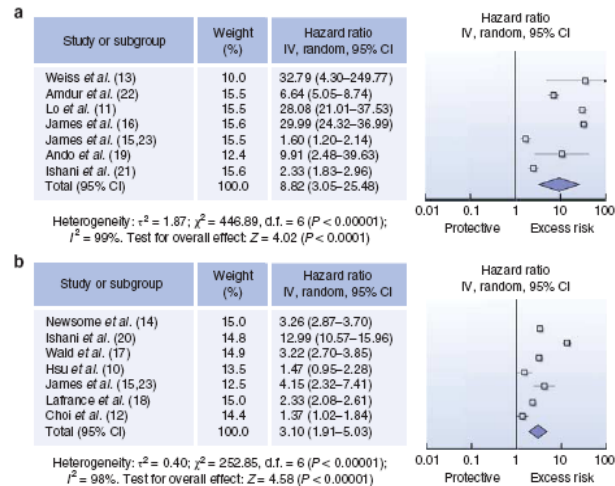 a
Study or subgroup Weight (%) Hazard ratio IV, random, 95% CI
Hazard ratio
IV, random, 95% CI
Weiss et al. (13) 10.0 32.79 (4.30–249.77)
Amdur et al. (22) 15.5 6.64 (5.05–8.74)
Lo et al. (11) 15.5 28.08 (21.01–37.53)
James et al. (16) 15.6 29.99 (24.32–36.99)
James et al. (15,23) 15.5 1.60 (1.20–2.14)
Ando et al. (19) 12.4 9.91 (2.48–39.63)
Ishani et al. (21) 15.6 2.33 (1.83–2.96)
Total (95% CI) 100.0 8.82 (3.05–25.48)
Heterogeneity: τ² = 1.87; χ² = 446.89, d.f. = 6 (P < 0.00001);
I² = 99%. Test for overall effect: Z = 4.02 (P < 0.0001)
0.01 0.1 1 10 100
Protective Excess risk
b
Study or subgroup Weight (%) Hazard ratio IV, random, 95% CI
Hazard ratio
IV, random, 95% CI
Newsome et al. (14) 15.0 3.26 (2.87–3.70)
Ishani et al. (20) 14.8 12.99 (10.57–15.96)
Wald et al. (17) 14.9 3.22 (2.70–3.85)
Hsu et al. (10) 13.5 1.47 (0.95–2.28)
James et al. (15,23) 12.5 4.15 (2.32–7.41)
Lafrance et al. (18) 15.0 2.33 (2.08–2.61)
Choi et al. (12) 14.4 1.37 (1.02–1.84)
Total (95% CI) 100.0 3.10 (1.91–5.03)
Heterogeneity: τ² = 0.40; χ² = 252.85, d.f. = 6 (P < 0.00001);
I² = 98%. Test for overall effect: Z = 4.58 (P < 0.00001)
0.01 0.1 1 10 100
Protective Excess risk